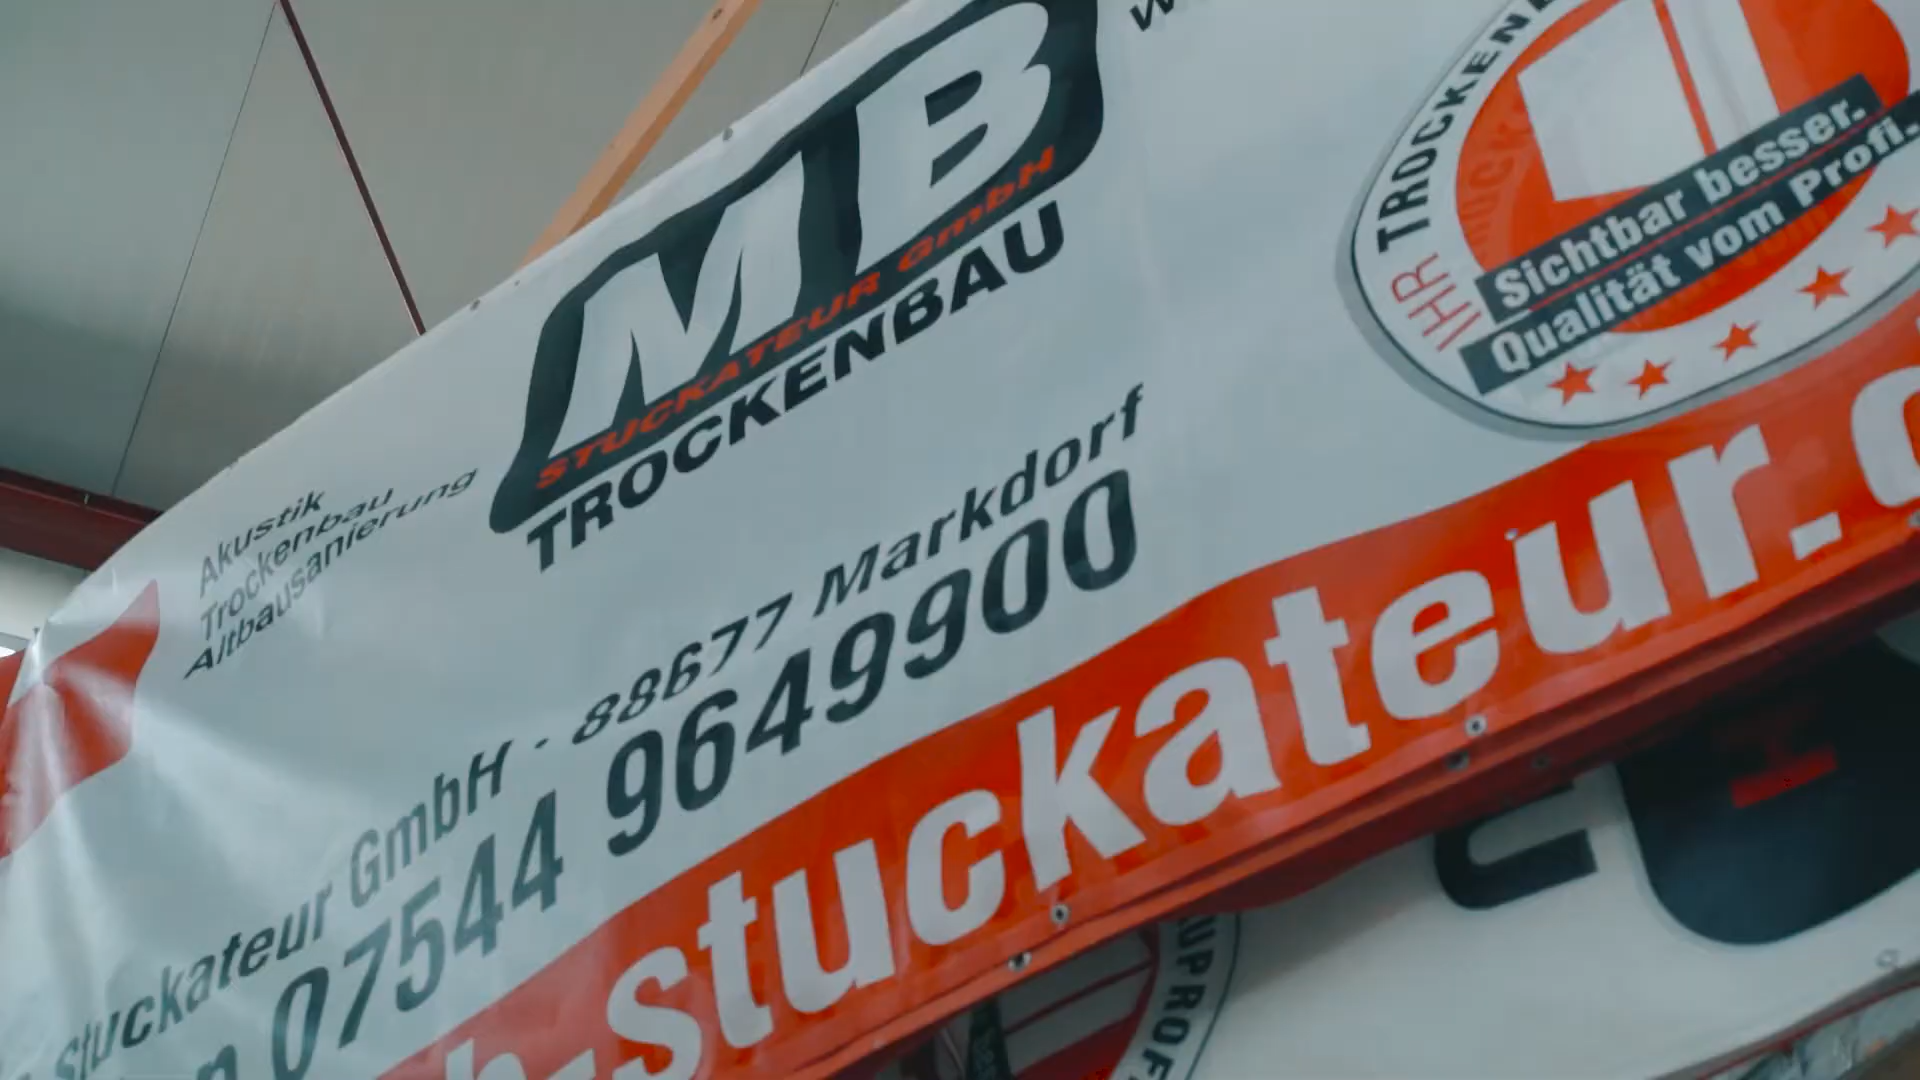 MB
STUCKATEUR GmbH
TROCKENBAU
Akustik
Trockenbau
Altbausanierung
stuckateur GmbH - 88677 Markdorf
07544 9649900
b-stuckateur.
IHR TROCKEN
Sichtbar besser.
Qualität vom Profi.
UPROF